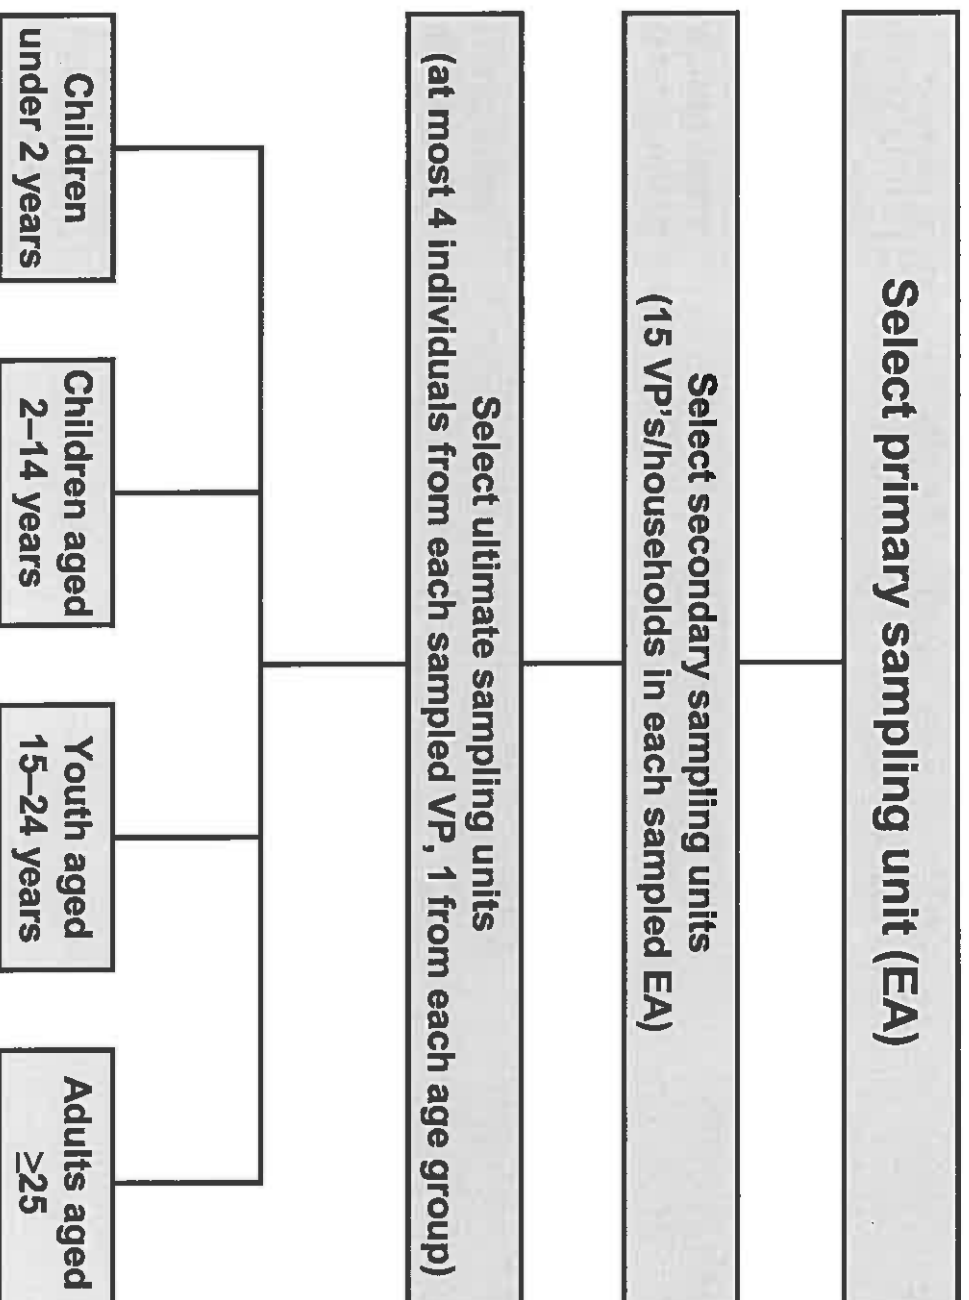 Select primary sampling unit (EA)
Select secondary sampling units
(15 VP's/households in each sampled EA)
Select ultimate sampling units
(at most 4 individuals from each sampled VP, 1 from each age group)
Children
under 2 years
Children aged
2–14 years
Youth aged
15–24 years
Adults aged
≥25